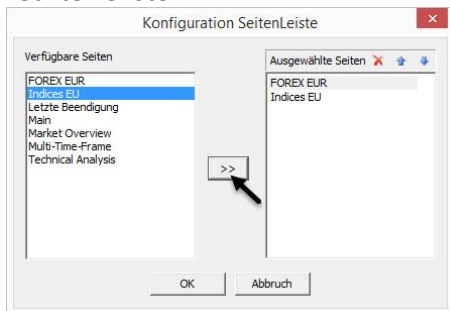 Konfiguration SeitenLeiste
Verfügbare Seiten
FOREX EUR
Indices EU
Letzte Beendigung
Main
Market Overview
Multi-Time-Frame
Technical Analysis
>>
Ausgewählte Seiten
FOREX EUR
Indices EU
OK
Abbruch